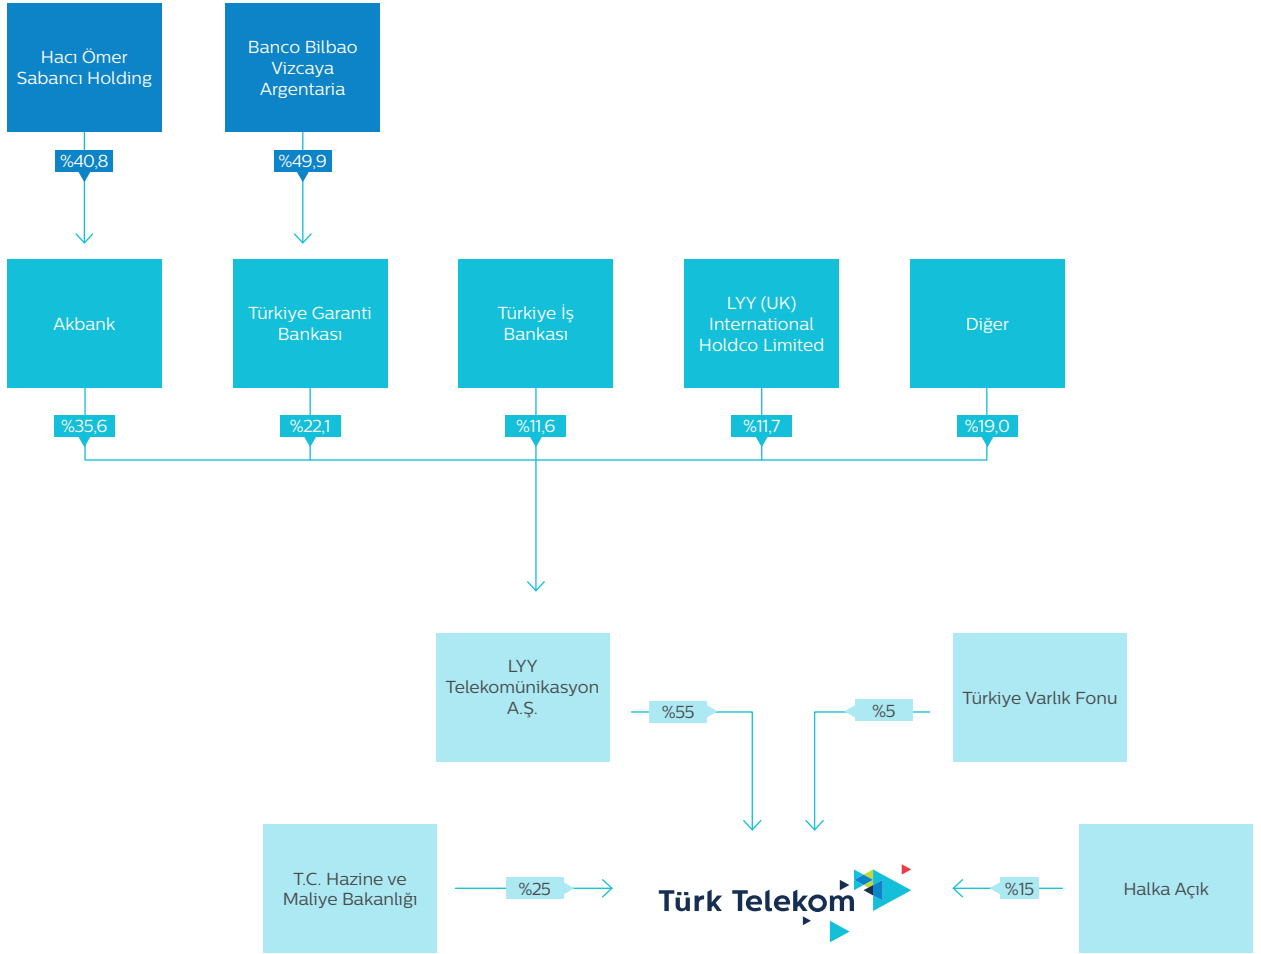 Hacı Ömer
Sabancı Holding
Banco Bilbao
Vizcaya
Argentaria
%40,8
%49,9
Akbank
Türkiye Garanti
Bankası
Türkiye İş
Bankası
LYY (UK)
International
Holdco Limited
Diğer
%35,6
%22,1
%11,6
%11,7
%19,0
LYY
Telekomünikasyon
A.Ş.
%55
%5
Türkiye Varlık Fonu
T.C. Hazine ve
Maliye Bakanlığı
%25
Türk Telekom
%15
Halka Açık